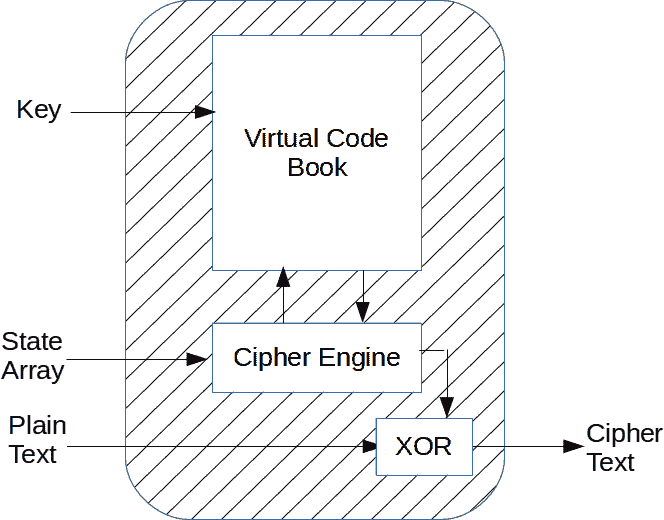 Key
Virtual Code
Book
State
Array
Cipher Engine
Plain
Text
XOR
Cipher
Text